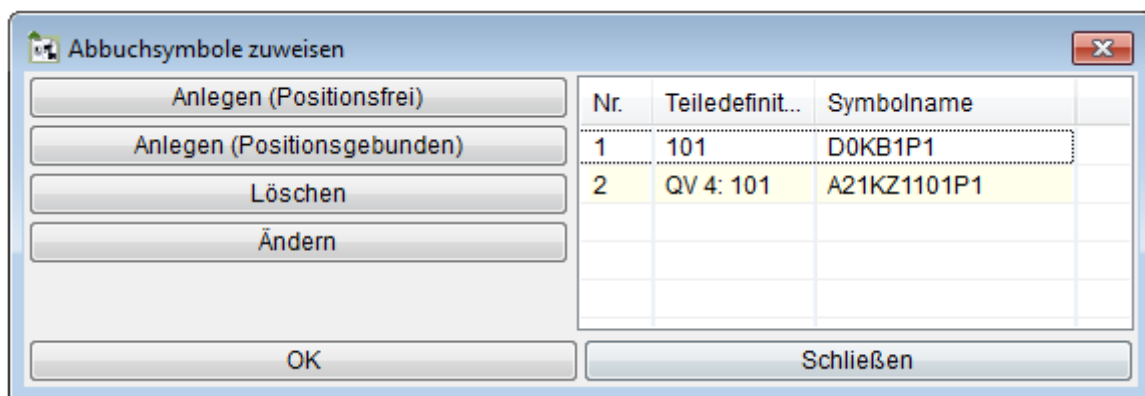 Abbuchsymbole zuweisen
Anlegen (Positionsfrei)
Anlegen (Positionsgebunden)
Löschen
Ändern
Nr. Teiledefinit... Symbolname
1 101 D0KB1P1
2 QV 4: 101 A21KZ1101P1
OK
Schließen